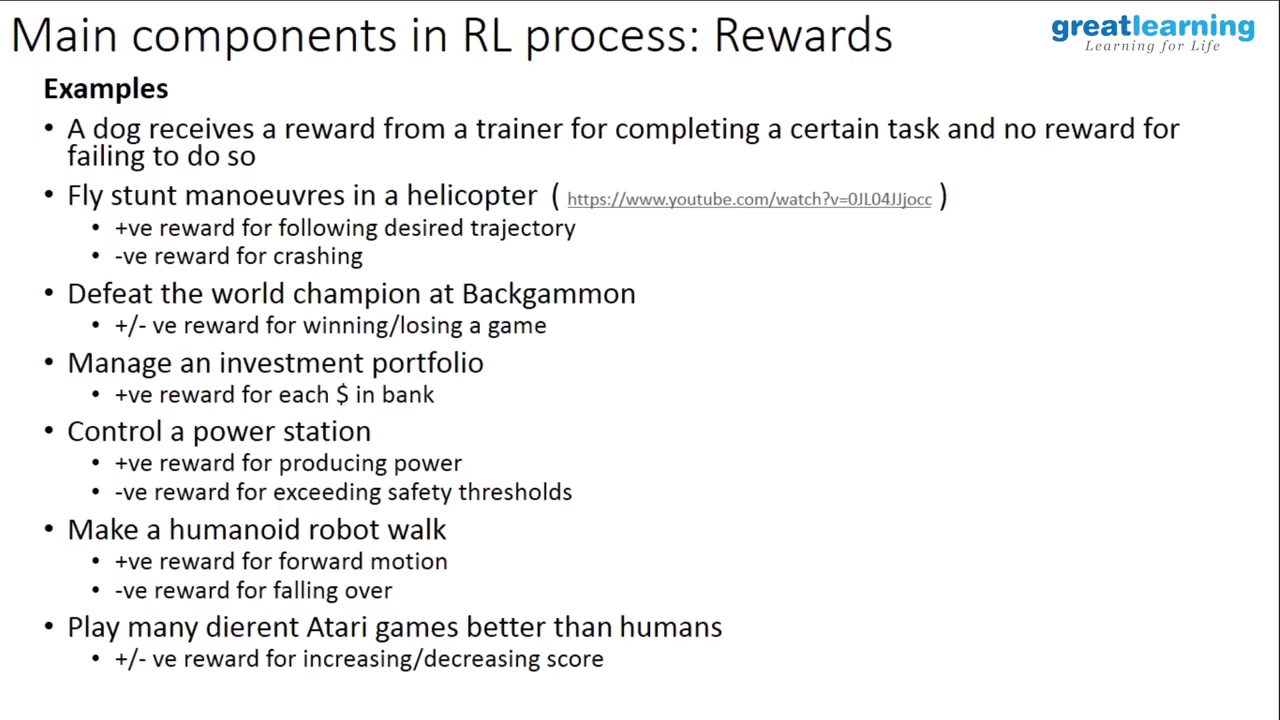 Main components in RL process: Rewards
greatlearning
Learning for Life
Examples
• A dog receives a reward from a trainer for completing a certain task and no reward for
failing to do so
• Fly stunt manoeuvres in a helicopter ( https://www.youtube.com/watch?v=0JL04JJjocc )
• +ve reward for following desired trajectory
• -ve reward for crashing
• Defeat the world champion at Backgammon
• +/- ve reward for winning/losing a game
• Manage an investment portfolio
• +ve reward for each $ in bank
• Control a power station
• +ve reward for producing power
• -ve reward for exceeding safety thresholds
• Make a humanoid robot walk
• +ve reward for forward motion
• -ve reward for falling over
• Play many dierent Atari games better than humans
• +/- ve reward for increasing/decreasing score